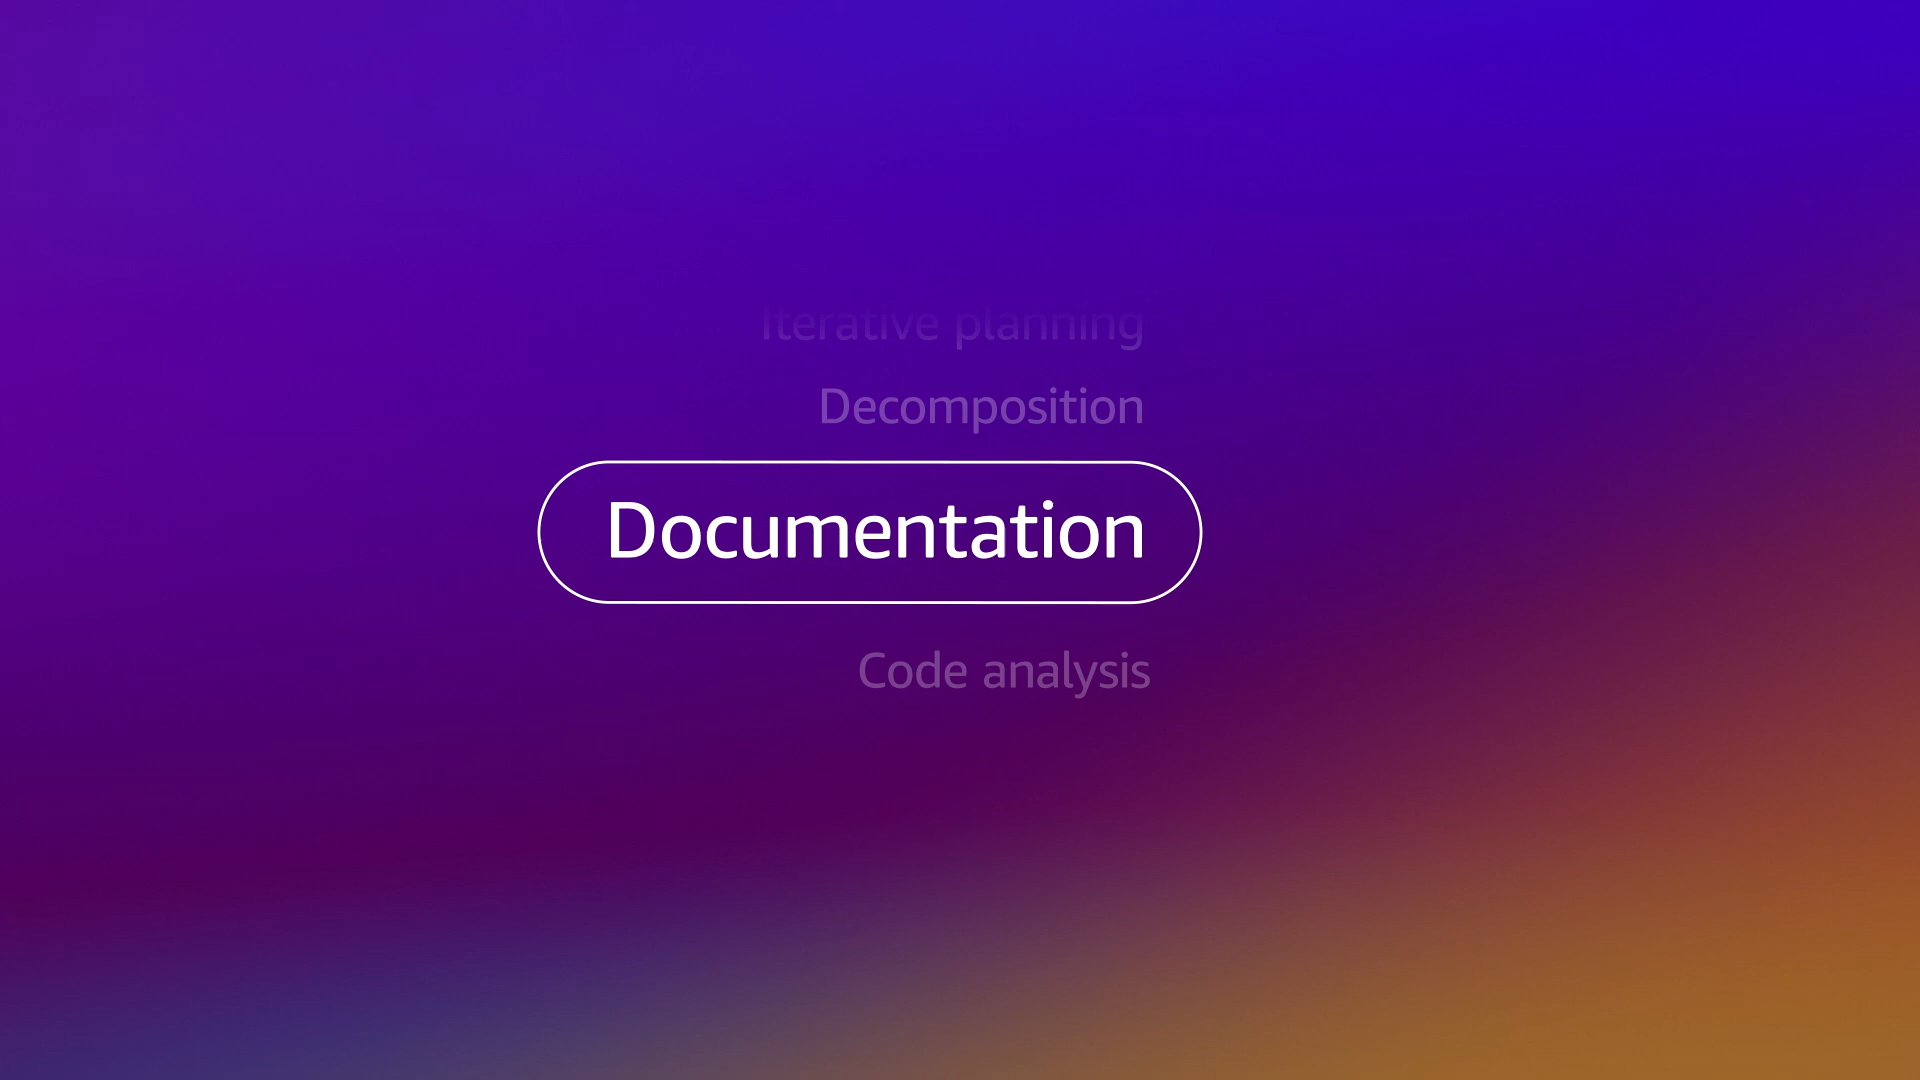 Iterative planning
Decomposition
Documentation
Code analysis